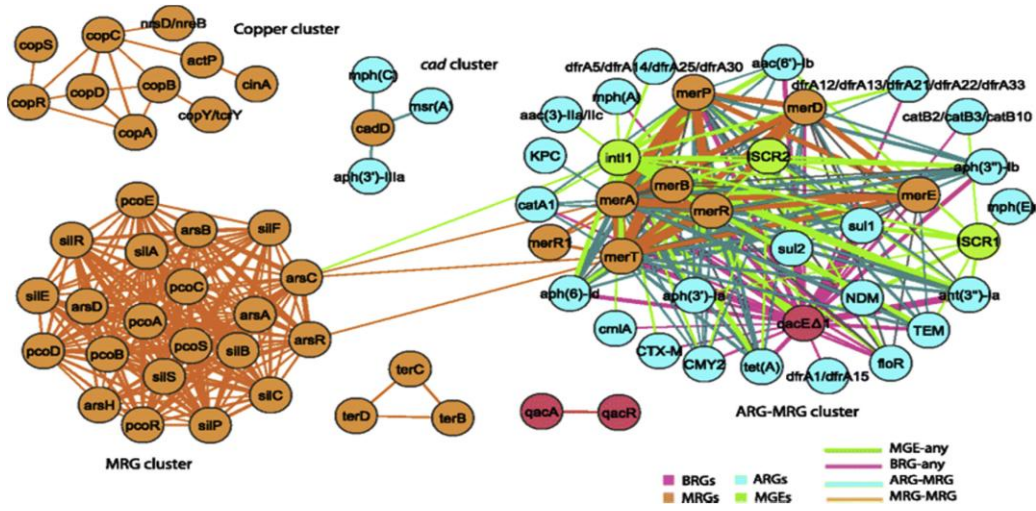 Copper cluster
nrsD/nreB
copS
copC
actP
cinA
copD
copB
copR
copY/tcrY
copA
cad cluster
mph(C)
msr(A)
cadD
aph(3')-IIIa
dfrA5/dfrA14/dfrA25/dfrA30
aac(6')-Ib
dfrA12/dfrA13/dfrA21/dfrA22/dfrA33
mph(A)
merP
merD
aac(3)-IIa/IIc
catB2/catB3/catB10
KPC
intI1
ISCR2
aph(3'')-Ib
merB
merA
merE
mph(E)
catA1
merR
sul1
merR1
merT
sul2
ISCR1
aph(6)-Id
aph(3')-Ia
NDM
ant(3'')-Ia
cmlA
qacEΔ1
TEM
CTX-M
CMY2
tet(A)
dfrA1/dfrA15
floR
ARG-MRG cluster
pcoE
arsB
silF
silR
silA
arsC
pcoC
silE
arsD
arsA
pcoA
arsR
pcoD
pcoB
pcoS
silB
silS
silC
arsH
pcoR
silP
MRG cluster
terC
terD
terB
qacA
qacR
BRGs
ARGs
MRGs
MGEs
MGE-any
BRG-any
ARG-MRG
MRG-MRG